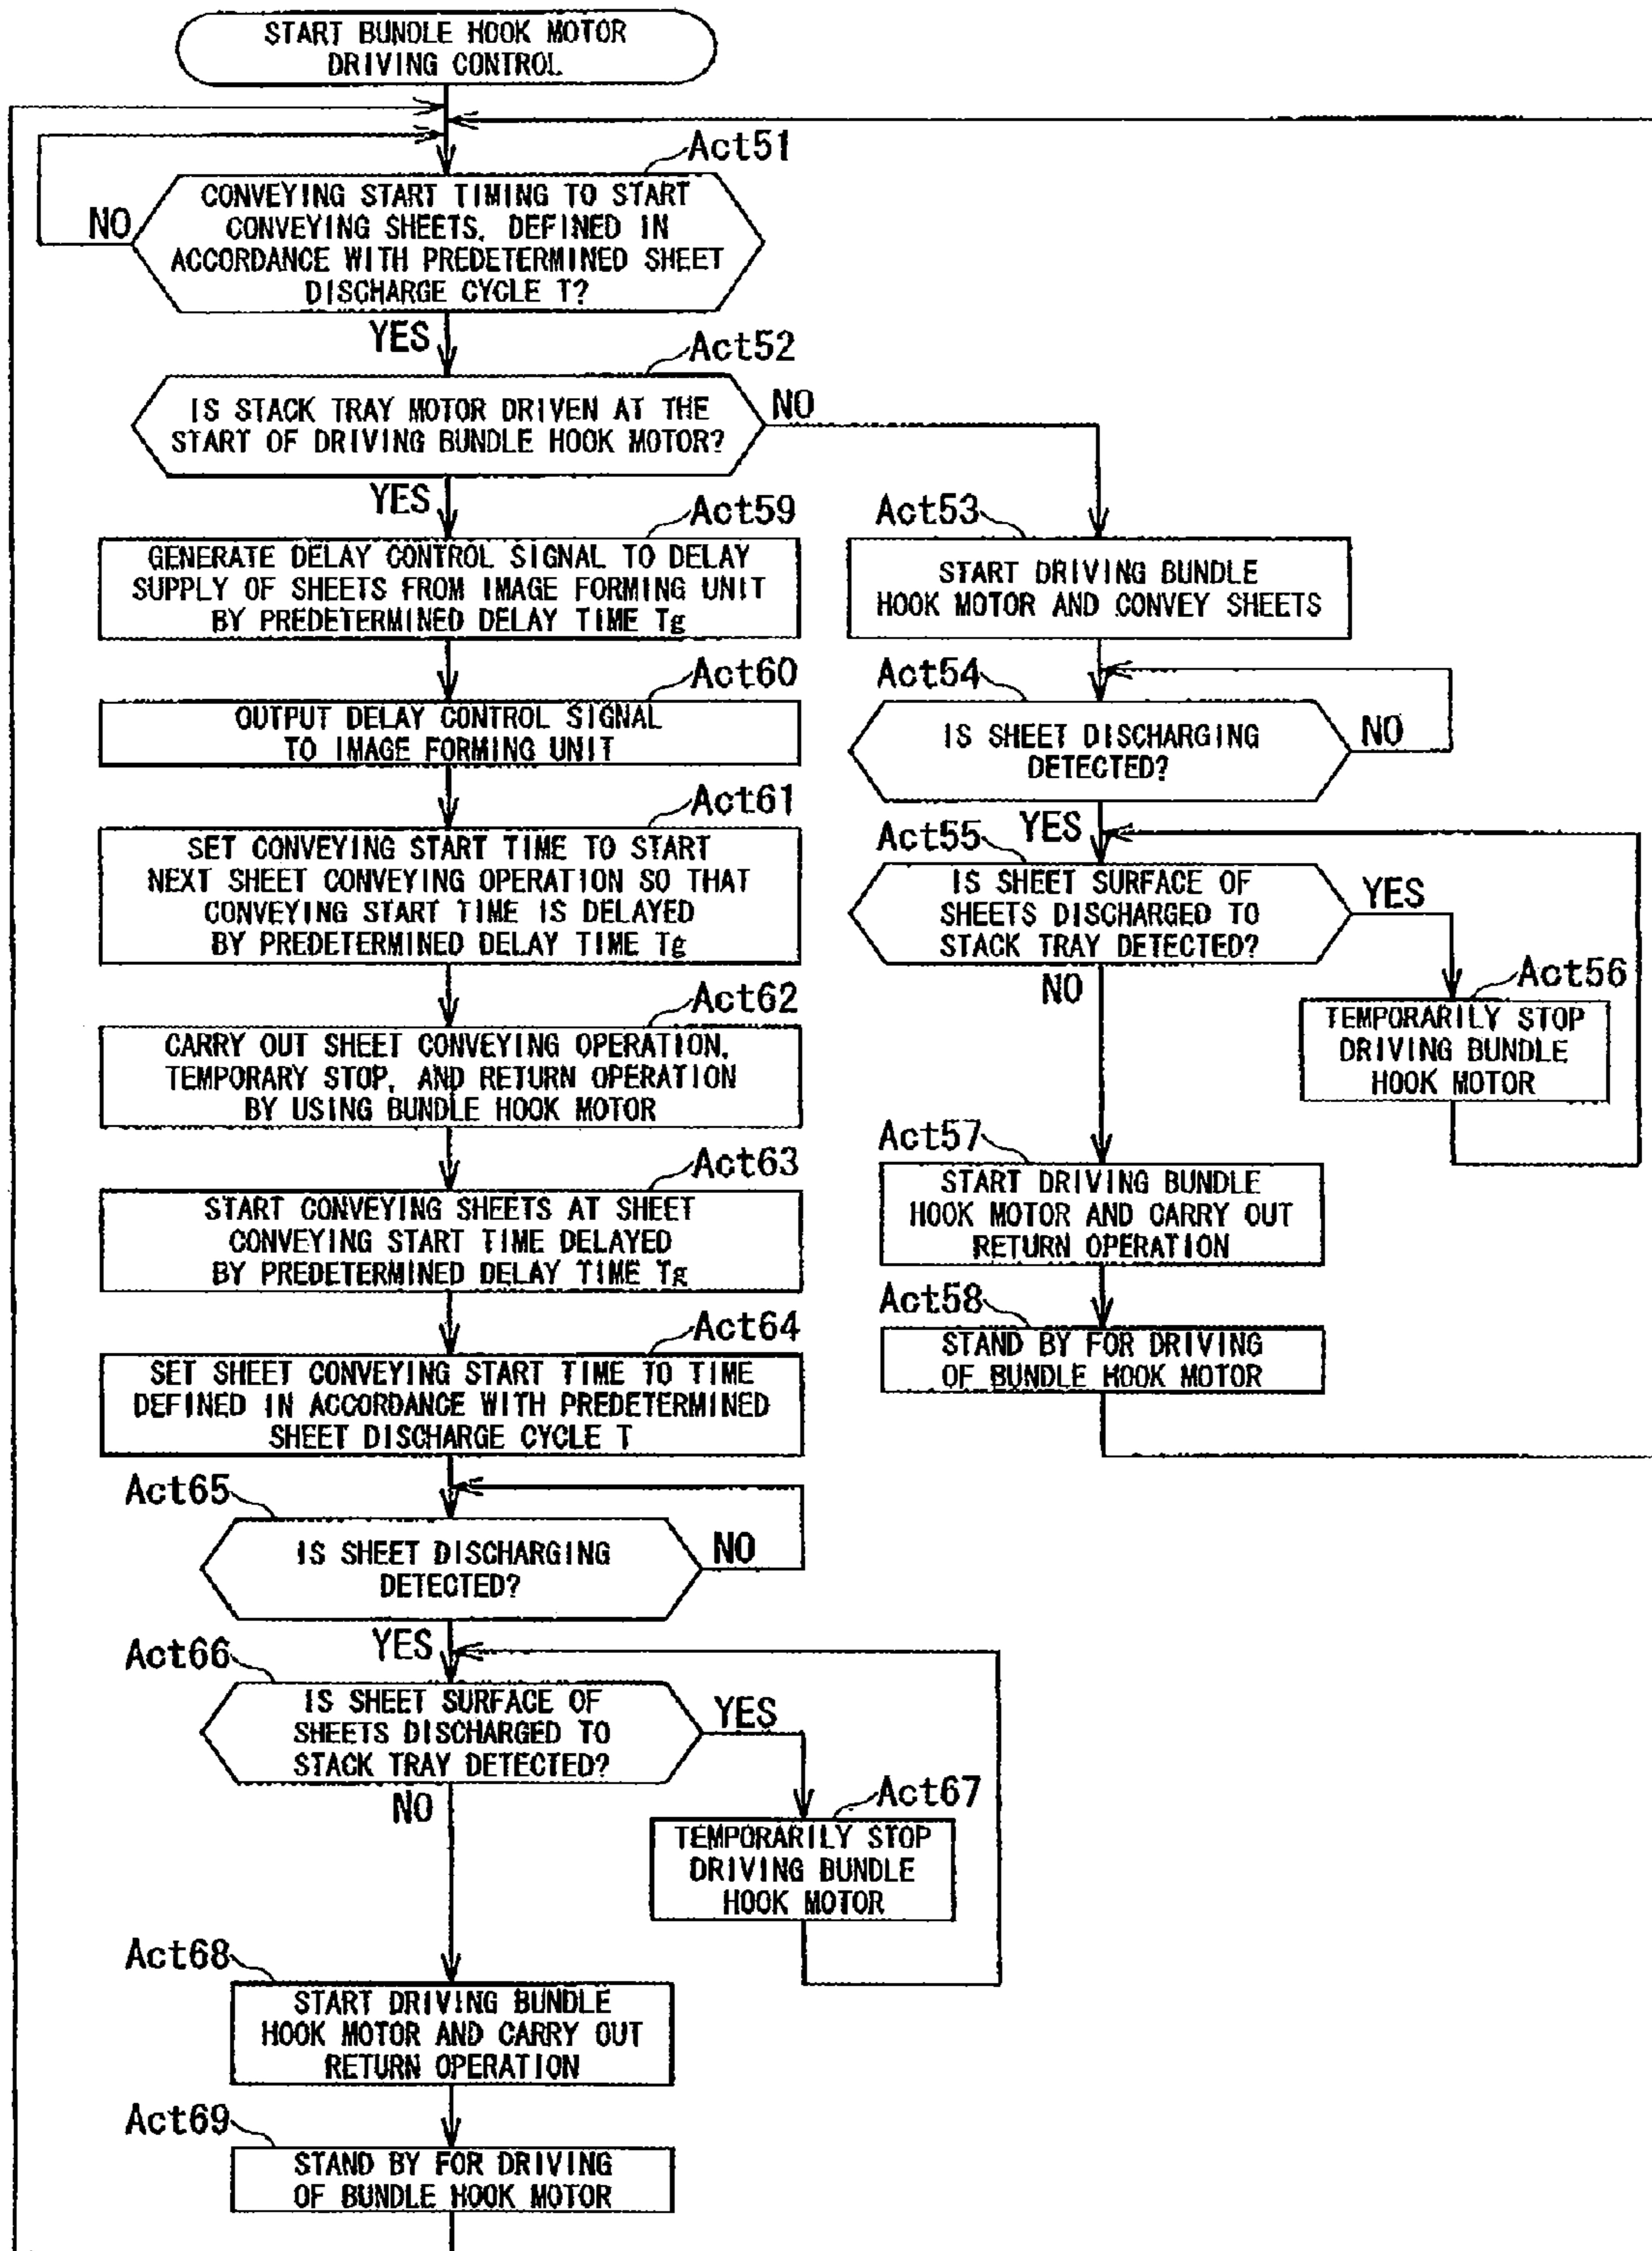 START BUNDLE HOOK MOTOR
DRIVING CONTROL
Act51
CONVEYING START TIMING TO START
CONVEYING SHEETS, DEFINED IN
ACCORDANCE WITH PREDETERMINED SHEET
DISCHARGE CYCLE T?
NO
YES
Act52
IS STACK TRAY MOTOR DRIVEN AT THE
START OF DRIVING BUNDLE HOOK MOTOR?
NO
YES
Act59
GENERATE DELAY CONTROL SIGNAL TO DELAY
SUPPLY OF SHEETS FROM IMAGE FORMING UNIT
BY PREDETERMINED DELAY TIME Tg
Act60
OUTPUT DELAY CONTROL SIGNAL
TO IMAGE FORMING UNIT
Act61
SET CONVEYING START TIME TO START
NEXT SHEET CONVEYING OPERATION SO THAT
CONVEYING START TIME IS DELAYED
BY PREDETERMINED DELAY TIME Tg
Act62
CARRY OUT SHEET CONVEYING OPERATION,
TEMPORARY STOP, AND RETURN OPERATION
BY USING BUNDLE HOOK MOTOR
Act63
START CONVEYING SHEETS AT SHEET
CONVEYING START TIME DELAYED
BY PREDETERMINED DELAY TIME Tg
Act64
SET SHEET CONVEYING START TIME TO TIME
DEFINED IN ACCORDANCE WITH PREDETERMINED
SHEET DISCHARGE CYCLE T
Act65
IS SHEET DISCHARGING
DETECTED?
NO
YES
Act66
IS SHEET SURFACE OF
SHEETS DISCHARGED TO
STACK TRAY DETECTED?
YES
NO
Act67
TEMPORARILY STOP
DRIVING BUNDLE
HOOK MOTOR
Act68
START DRIVING BUNDLE
HOOK MOTOR AND CARRY OUT
RETURN OPERATION
Act69
STAND BY FOR DRIVING
OF BUNDLE HOOK MOTOR
Act53
START DRIVING BUNDLE
HOOK MOTOR AND CONVEY SHEETS
Act54
IS SHEET DISCHARGING
DETECTED?
NO
YES
Act55
IS SHEET SURFACE OF
SHEETS DISCHARGED TO
STACK TRAY DETECTED?
YES
NO
Act56
TEMPORARILY STOP
DRIVING BUNDLE
HOOK MOTOR
Act57
START DRIVING BUNDLE
HOOK MOTOR AND CARRY OUT
RETURN OPERATION
Act58
STAND BY FOR DRIVING
OF BUNDLE HOOK MOTOR